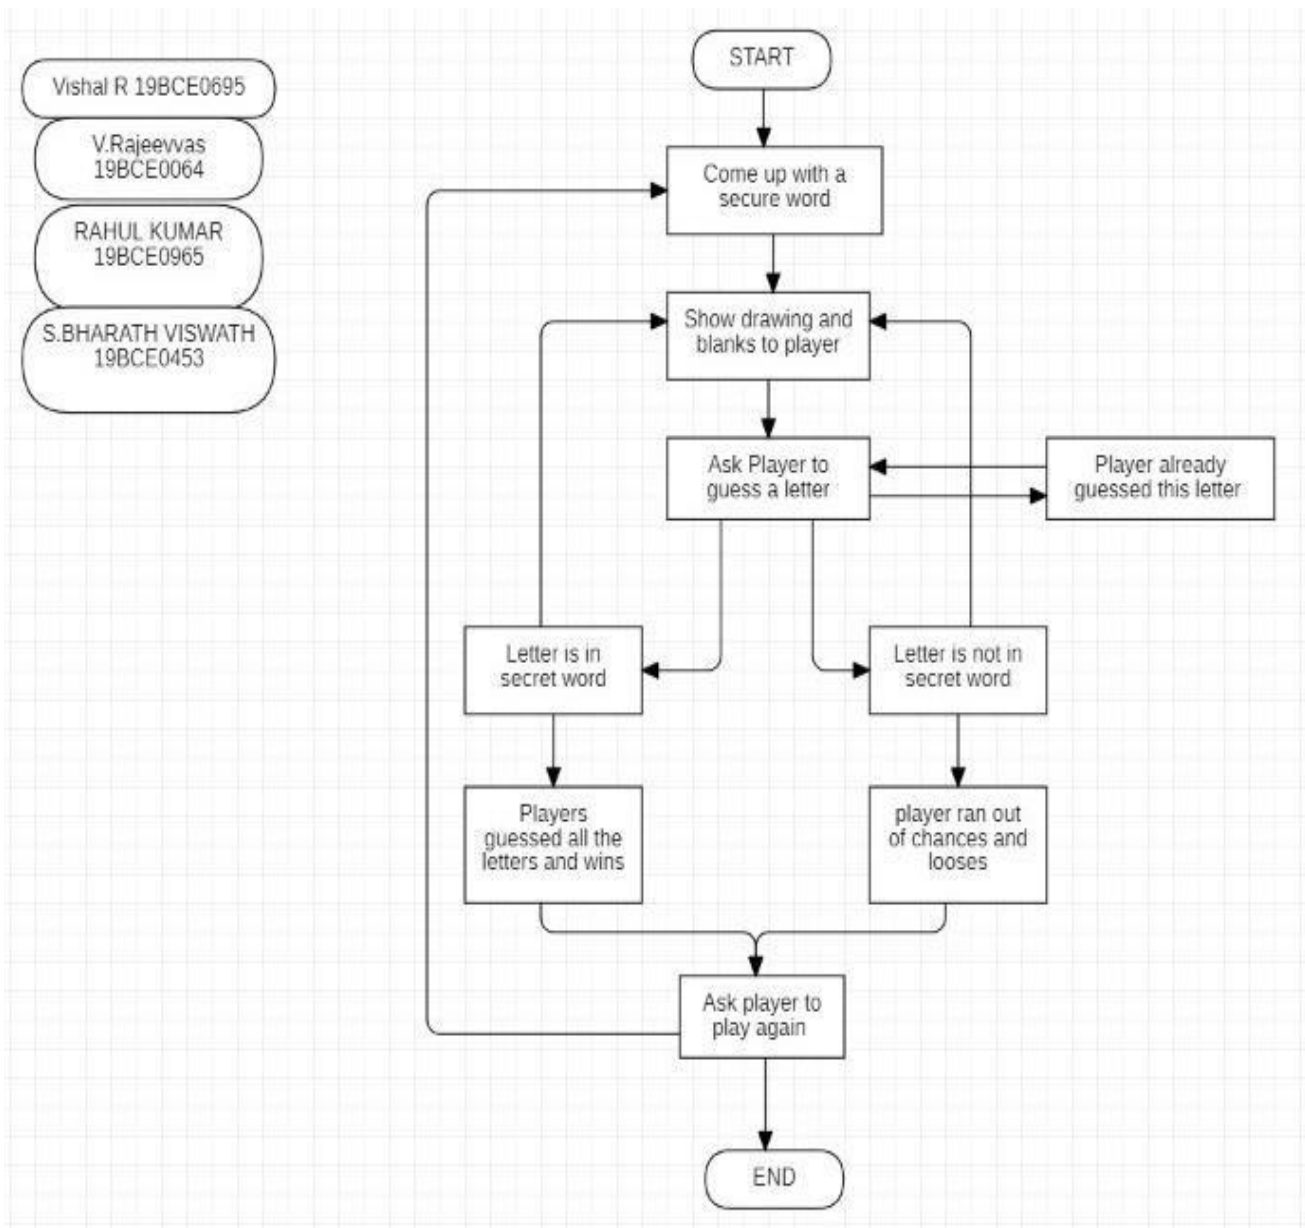 START
Vishal R 19BCE0695
V.Rajeevvas
19BCE0064
RAHUL KUMAR
19BCE0965
S.BHARATH VISWATH
19BCE0453
Come up with a
secure word
Show drawing and
blanks to player
Ask Player to
guess a letter
Player already
guessed this letter
Letter is in
secret word
Letter is not in
secret word
Players
guessed all the
letters and wins
player ran out
of chances and
looses
Ask player to
play again
END